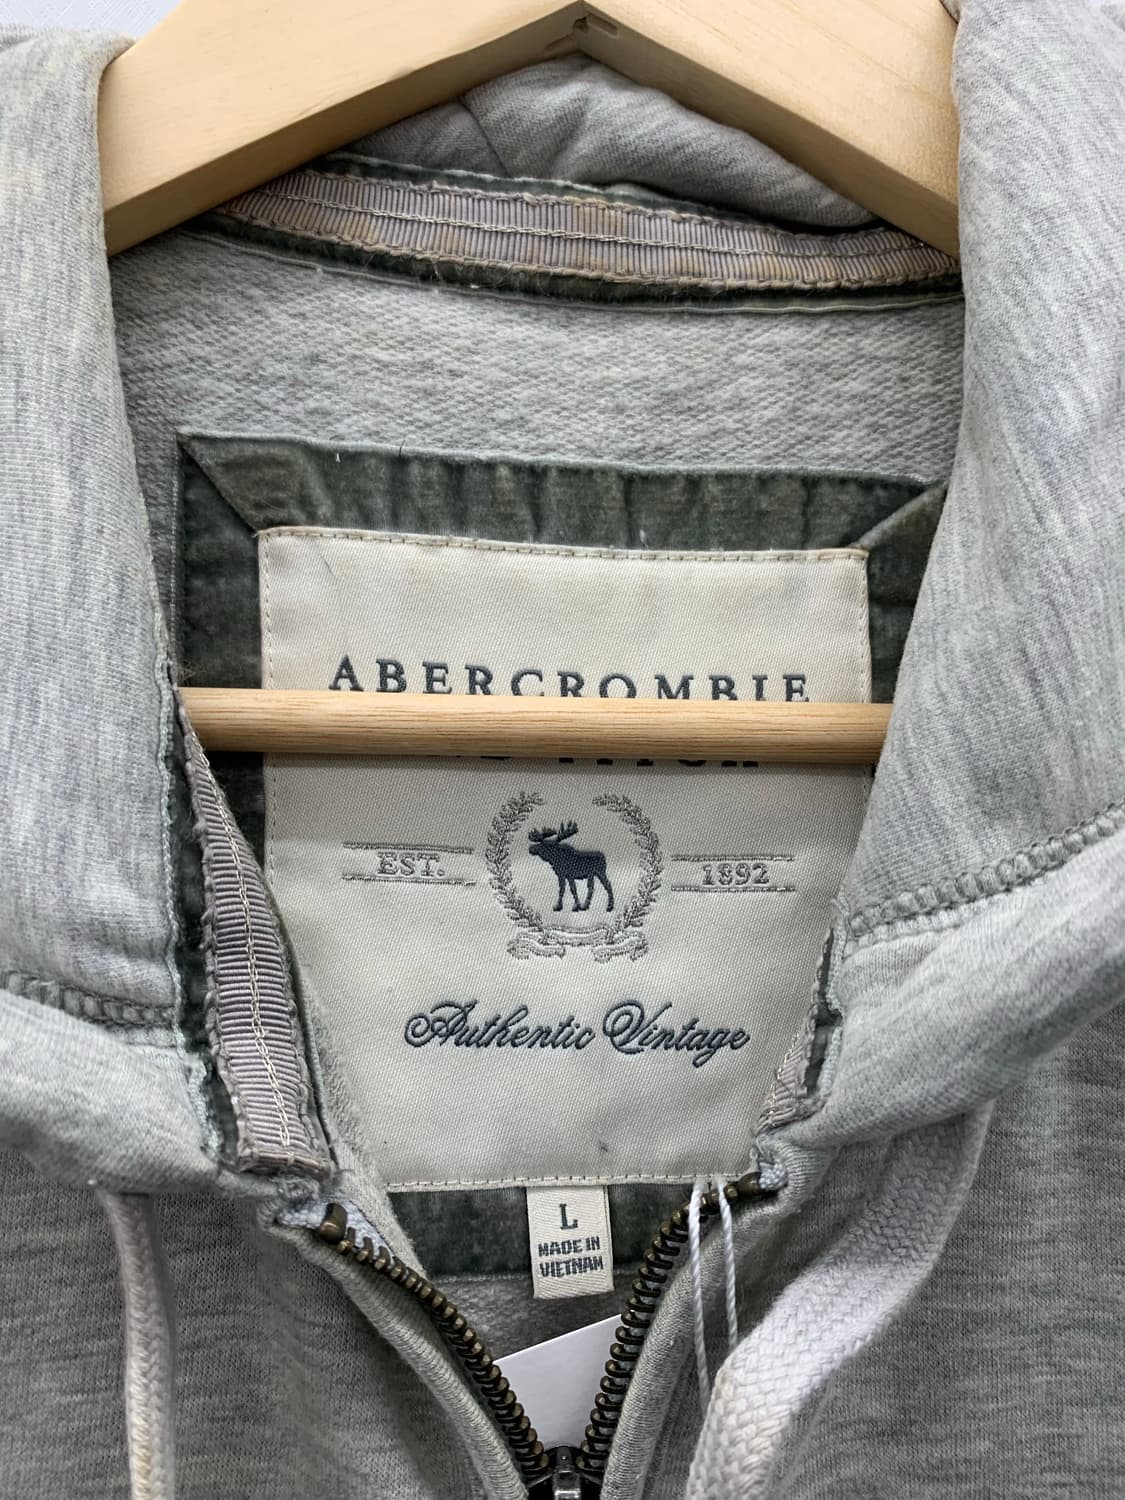 ABERCROMBIE
EST. 1892
Authentic Vintage
L
MADE IN
VIETNAM